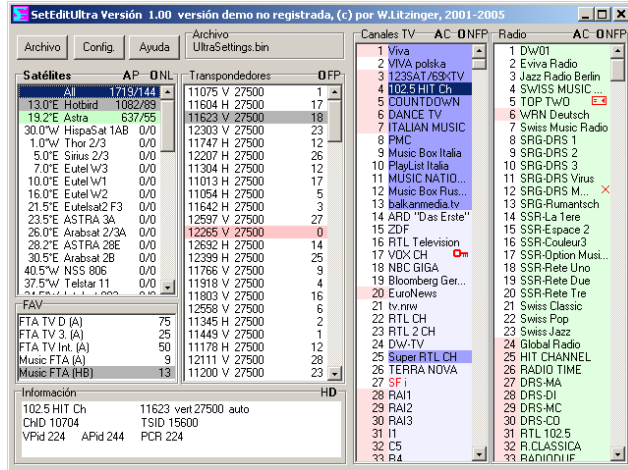 SetEditUltra Versión 1.00 versión demo no registrada, (c) por W.Litzinger, 2001-2005
Archivo Config. Ayuda
Archivo
UltraSettings.bin
Satélites AP ONL
All 1719/144
13.0°E Hotbird 1082/89
19.2°E Astra 637/55
30.0°W HispaSat 1AB 0/0
1.0°W Thor 2/3 0/0
5.0°E Sirius 2/3 0/0
7.0°E Eutel W3 0/0
10.0°E Eutel W1 0/0
16.0°E Eutel W2 0/0
21.5°E Eutelsat2 F3 0/0
23.5°E ASTRA 3A 0/0
26.0°E Arabsat 2/3A 0/0
28.2°E ASTRA 28E 0/0
30.5°E Arabsat 2B 0/0
40.5°W NSS 806 0/0
37.5°W Telstar 11 0/0
FAV
FTA TV D (A) 75
FTA TV 3. (A) 25
FTA TV Int. (A) 50
Music FTA (A) 9
Music FTA (HB) 13
Transpondedores OFP
11075 V 27500 1
11604 H 27500 17
11623 V 27500 18
12303 V 27500 23
11747 H 27500 12
12207 H 27500 26
11304 H 27500 12
11013 H 27500 17
11054 H 27500 5
11642 H 27500 3
12597 V 27500 27
12265 V 27500 0
12692 H 27500 14
12399 H 27500 25
11766 V 27500 9
11918 V 27500 4
11803 V 27500 16
12558 V 27500 6
11345 H 27500 2
11449 V 27500 1
11178 H 27500 12
12111 V 27500 28
11200 V 27500 23
Información HD
102.5 HIT Ch 11623 vert 27500 auto
ChID 10704 TSID 15600
VPid 224 APid 244 PCR 224
Canales TV AC ONFP
1 Viva
2 VIVA polska
3 123SAT/69XTV
4 102.5 HIT Ch
5 COUNTDOWN
6 DANCE TV
7 ITALIAN MUSIC
8 PMC
9 Music Box Italia
10 PlayList Italia
11 MUSIC NATIO...
12 Music Box Rus...
13 balkanmedia.tv
14 ARD "Das Erste"
15 ZDF
16 RTL Television
17 VOX CH
18 NBC GIGA
19 Bloomberg Ger...
20 EuroNews
21 tv.nrw
22 RTL CH
23 RTL 2 CH
24 DW-TV
25 Super RTL CH
26 TERRA NOVA
27 SF i
28 RAI1
29 RAI2
30 RAI3
31 I1
32 C5
33 R4
Radio AC ONFP
1 DW01
2 Eviva Radio
3 Jazz Radio Berlin
4 SWISS MUSIC ...
5 TOP TWO
6 WRN Deutsch
7 Swiss Music Radio
8 SRG-DRS 1
9 SRG-DRS 2
10 SRG-DRS 3
11 SRG-DRS Virus
12 SRG-DRS M...
13 SRG-Rumantsch
14 SSR-La 1ere
15 SSR-Espace 2
16 SSR-Couleur3
17 SSR-Option Musi...
18 SSR-Rete Uno
19 SSR-Rete Due
20 SSR-Rete Tre
21 Swiss Classic
22 Swiss Pop
23 Swiss Jazz
24 Global Radio
25 HIT CHANNEL
26 RADIO TIME
27 DRS-MA
28 DRS-DI
29 DRS-MC
30 DRS-CO
31 RTL 102.5
32 R.CLASSICA
33 RADIODUE